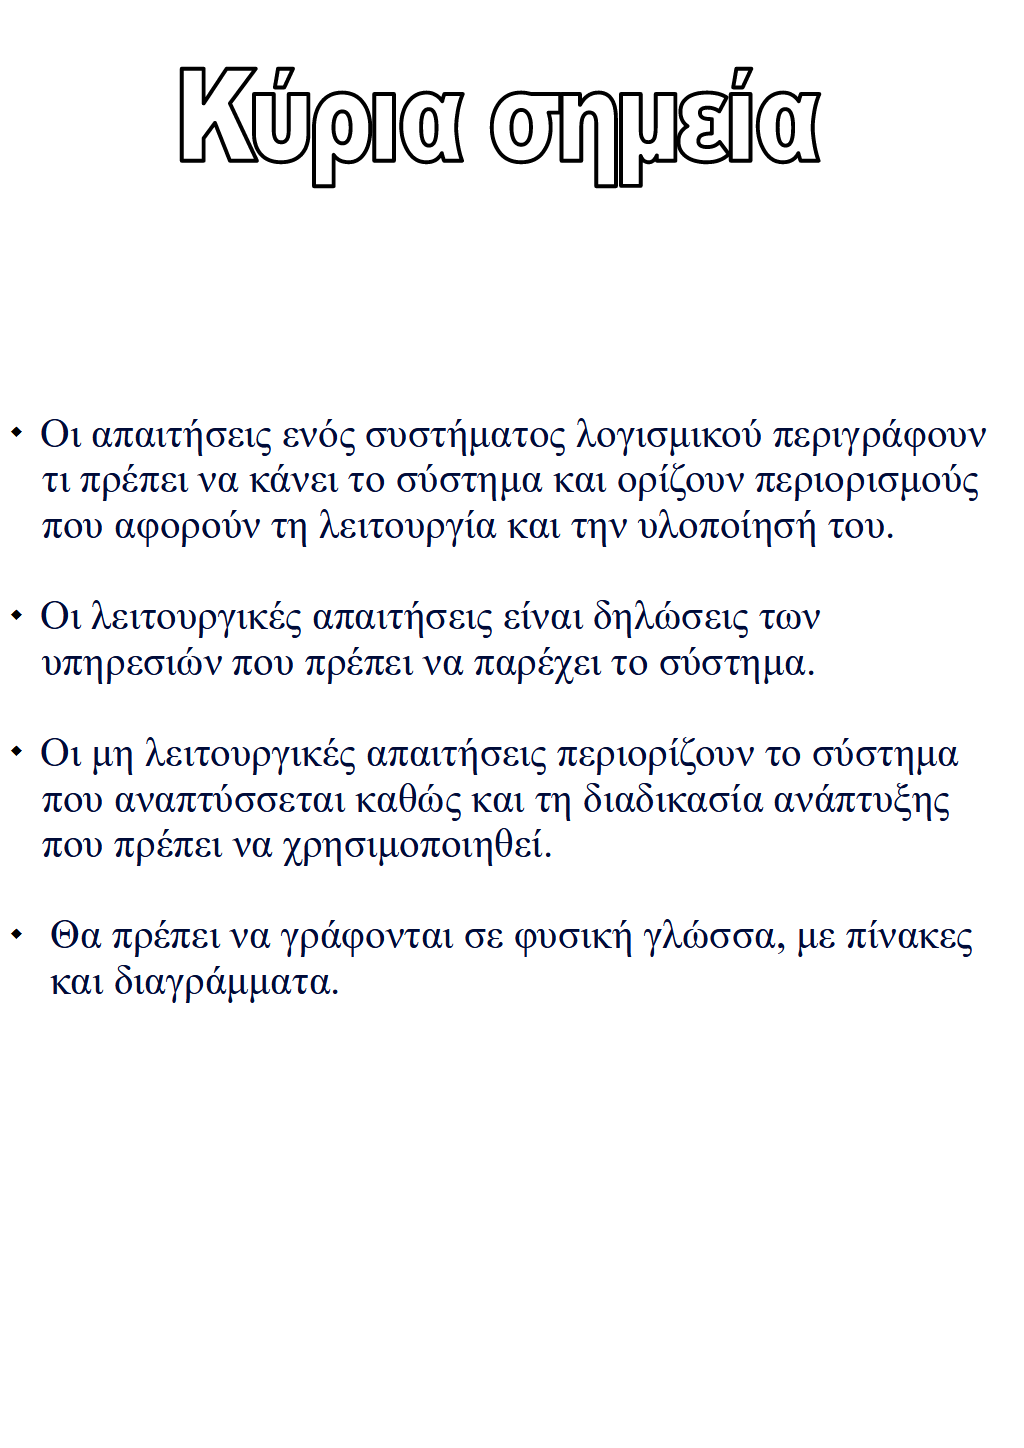 Κύρια σημεία
• Οι απαιτήσεις ενός συστήματος λογισμικού περιγράφουν
τι πρέπει να κάνει το σύστημα και ορίζουν περιορισμούς
που αφορούν τη λειτουργία και την υλοποίησή του.
• Οι λειτουργικές απαιτήσεις είναι δηλώσεις των
υπηρεσιών που πρέπει να παρέχει το σύστημα.
• Οι μη λειτουργικές απαιτήσεις περιορίζουν το σύστημα
που αναπτύσσεται καθώς και τη διαδικασία ανάπτυξης
που πρέπει να χρησιμοποιηθεί.
• Θα πρέπει να γράφονται σε φυσική γλώσσα, με πίνακες
και διαγράμματα.